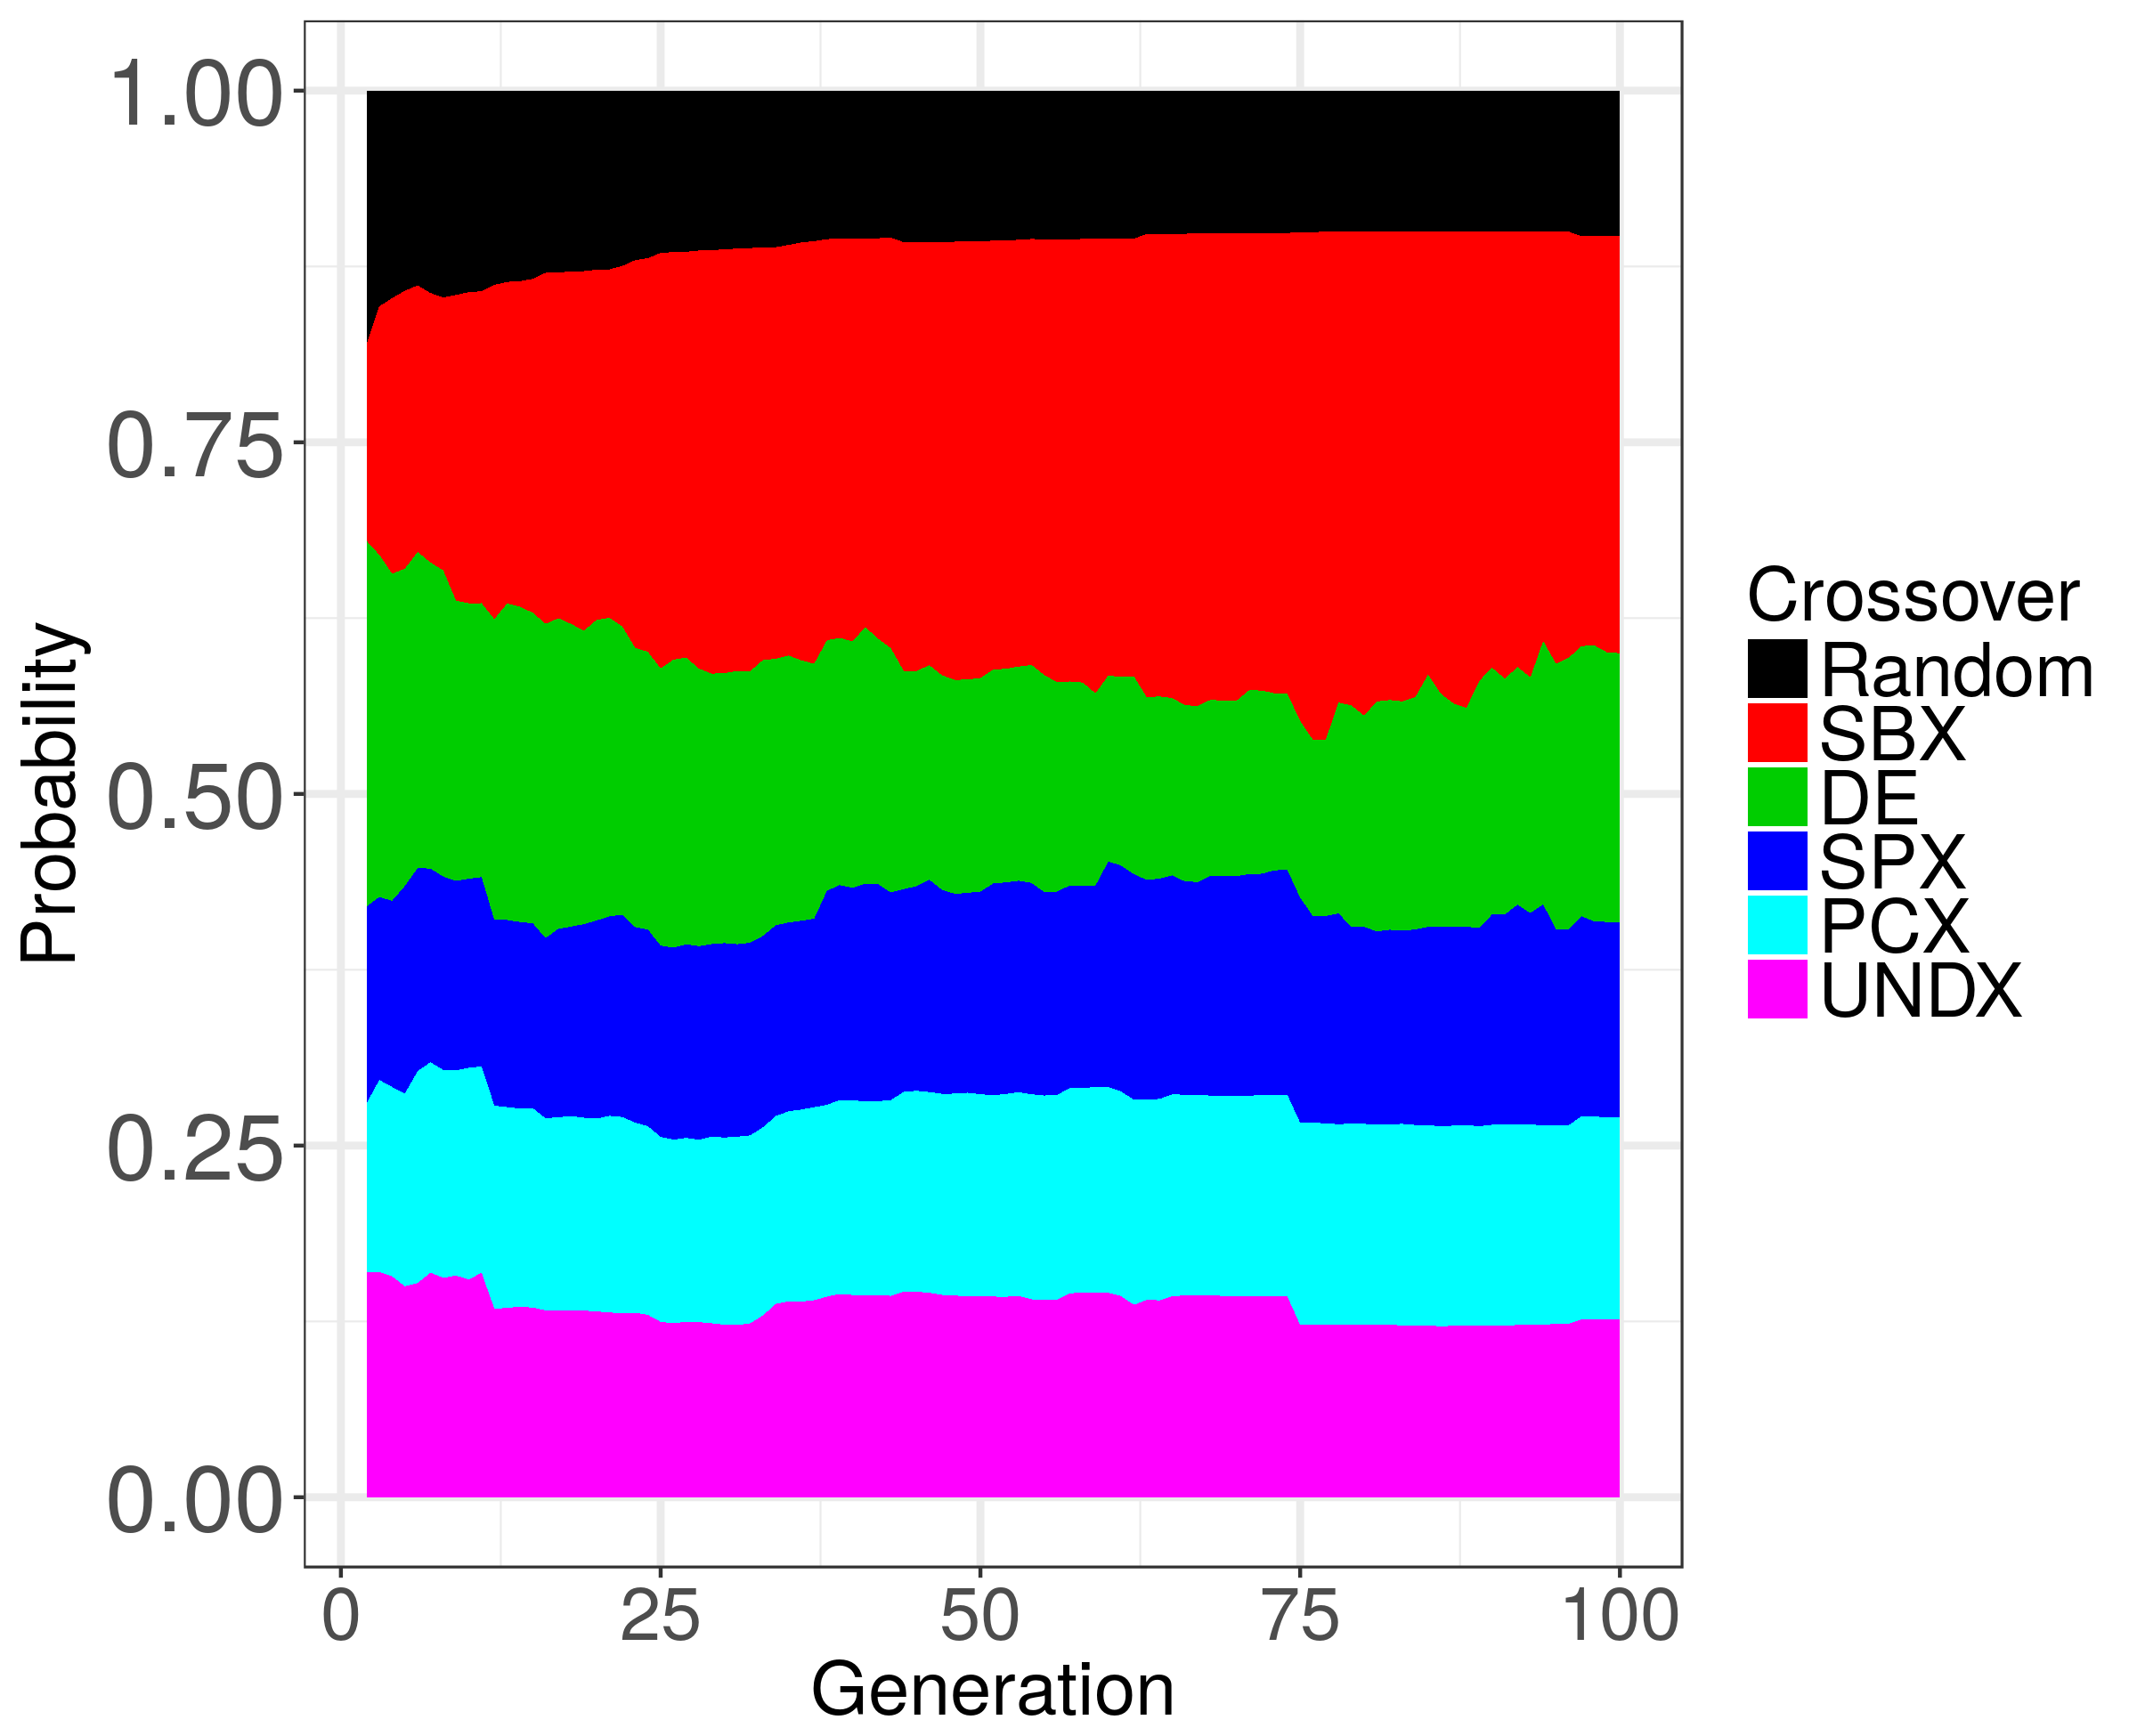 1.00
0.75
0.50
0.25
0.00
Probability
0 25 50 75 100
Generation
Crossover
Random
SBX
DE
SPX
PCX
UNDX